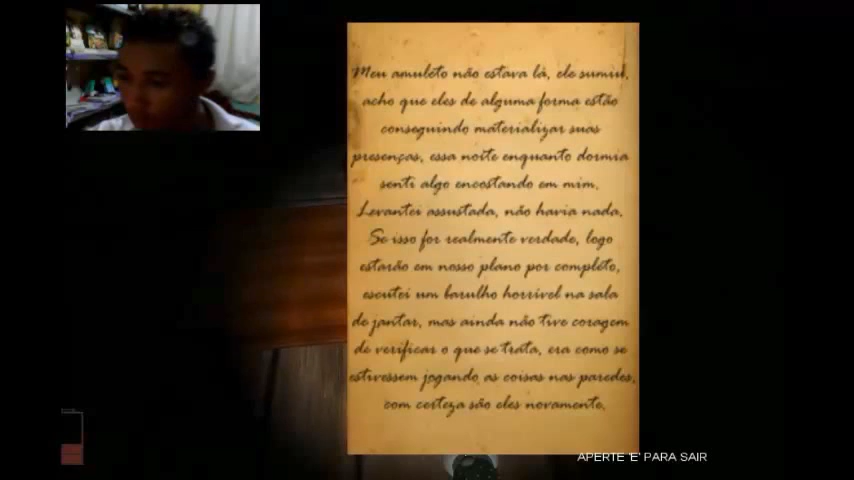 Meu amuleto não estava lá, ele sumiu,
acho que eles de alguma forma estão
conseguindo materializar suas
presenças, essa noite enquanto dormia
senti algo encostando em mim.
Levantei assustada, não havia nada.
Se isso for realmente verdade, logo
estarão em nosso plano por completo,
escutei um barulho horrível na sala
de jantar, mas ainda não tive coragem
de verificar o que se trata, era como se
estivessem jogando as coisas nas paredes,
com certeza são eles novamente.
APERTE 'E' PARA SAIR